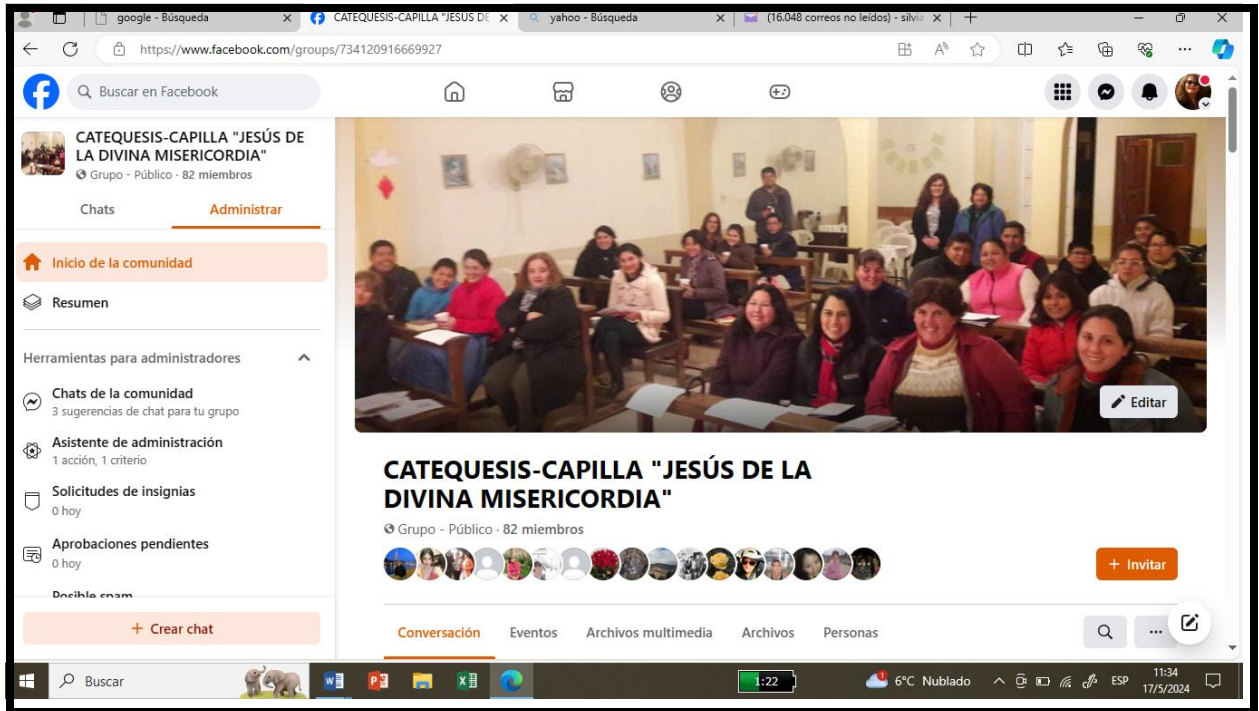 google - Búsqueda
CATEQUESIS-CAPILLA "JESUS DE
yahoo - Búsqueda
(16.048 correos no leídos) - silvia
https://www.facebook.com/groups/734120916669927
Buscar en Facebook
CATEQUESIS-CAPILLA "JESÚS DE
LA DIVINA MISERICORDIA"
Grupo - Público · 82 miembros
Chats
Administrar
Inicio de la comunidad
Resumen
Herramientas para administradores
Chats de la comunidad
3 sugerencias de chat para tu grupo
Asistente de administración
1 acción, 1 criterio
Solicitudes de insignias
0 hoy
Aprobaciones pendientes
0 hoy
Posible spam
+ Crear chat
Editar
CATEQUESIS-CAPILLA "JESÚS DE LA
DIVINA MISERICORDIA"
Grupo - Público · 82 miembros
+ Invitar
Conversación
Eventos
Archivos multimedia
Archivos
Personas
Buscar
1:22
6°C Nublado
ESP
11:34
17/5/2024